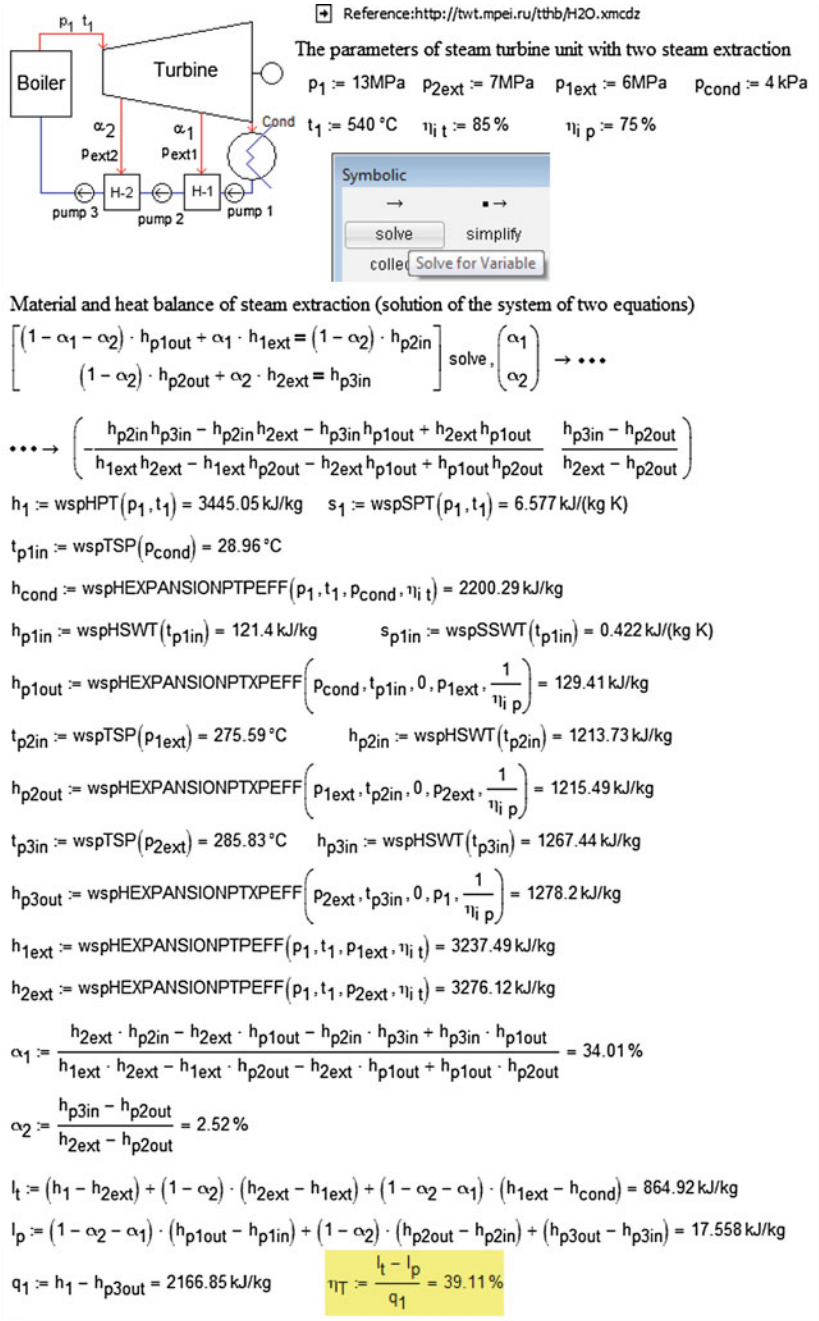 Reference:http://twt.mpei.ru/tthb/H2O.xmcdz
p1 t1
Boiler
Turbine
Cond
α2
α1
pext2
pext1
H-2
H-1
pump 3
pump 2
pump 1
The parameters of steam turbine unit with two steam extraction
p1 := 13MPa p2ext := 7MPa p1ext := 6MPa pcond := 4 kPa
t1 := 540 °C ηi t := 85 % ηi p := 75 %
Symbolic
→ ▪ →
solve simplify
collec Solve for Variable
Material and heat balance of steam extraction (solution of the system of two equations)
[(1 − α1 − α2) · hp1out + α1 · h1ext = (1 − α2) · hp2in
(1 − α2) · hp2out + α2 · h2ext = hp3in] solve, (α1 α2) → •••
••• → (− (hp2in hp3in − hp2in h2ext − hp3in hp1out + h2ext hp1out) / (h1ext h2ext − h1ext hp2out − h2ext hp1out + hp1out hp2out) (hp3in − hp2out) / (h2ext − hp2out))
h1 := wspHPT(p1, t1) = 3445.05 kJ/kg s1 := wspSPT(p1, t1) = 6.577 kJ/(kg K)
tp1in := wspTSP(pcond) = 28.96 °C
hcond := wspHEXPANSIONPTPEFF(p1, t1, pcond, ηi t) = 2200.29 kJ/kg
hp1in := wspHSWT(tp1in) = 121.4 kJ/kg sp1in := wspSSWT(tp1in) = 0.422 kJ/(kg K)
hp1out := wspHEXPANSIONPTXPEFF(pcond, tp1in, 0, p1ext, 1/ηi p) = 129.41 kJ/kg
tp2in := wspTSP(p1ext) = 275.59 °C hp2in := wspHSWT(tp2in) = 1213.73 kJ/kg
hp2out := wspHEXPANSIONPTXPEFF(p1ext, tp2in, 0, p2ext, 1/ηi p) = 1215.49 kJ/kg
tp3in := wspTSP(p2ext) = 285.83 °C hp3in := wspHSWT(tp3in) = 1267.44 kJ/kg
hp3out := wspHEXPANSIONPTXPEFF(p2ext, tp3in, 0, p1, 1/ηi p) = 1278.2 kJ/kg
h1ext := wspHEXPANSIONPTPEFF(p1, t1, p1ext, ηi t) = 3237.49 kJ/kg
h2ext := wspHEXPANSIONPTPEFF(p1, t1, p2ext, ηi t) = 3276.12 kJ/kg
α1 := (h2ext · hp2in − h2ext · hp1out − hp2in · hp3in + hp3in · hp1out) / (h1ext · h2ext − h1ext · hp2out − h2ext · hp1out + hp1out · hp2out) = 34.01 %
α2 := (hp3in − hp2out) / (h2ext − hp2out) = 2.52 %
lt := (h1 − h2ext) + (1 − α2) · (h2ext − h1ext) + (1 − α2 − α1) · (h1ext − hcond) = 864.92 kJ/kg
lp := (1 − α2 − α1) · (hp1out − hp1in) + (1 − α2) · (hp2out − hp2in) + (hp3out − hp3in) = 17.558 kJ/kg
q1 := h1 − hp3out = 2166.85 kJ/kg ηT := (lt − lp) / q1 = 39.11 %